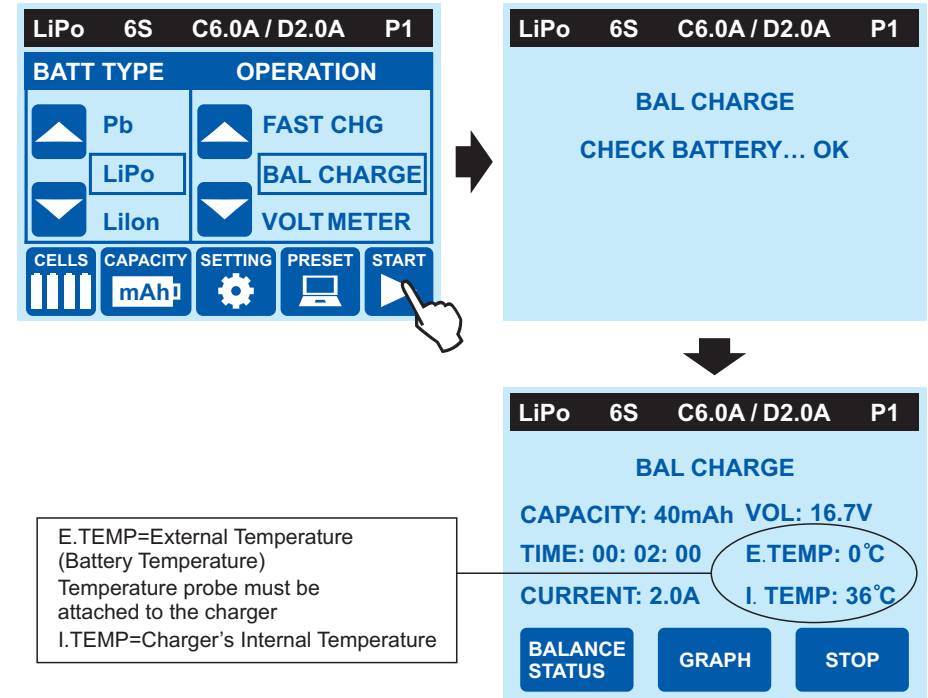 LiPo 6S C6.0A / D2.0A P1
BATT TYPE OPERATION
Pb FAST CHG
LiPo BAL CHARGE
LiIon VOLT METER
CELLS CAPACITY SETTING PRESET START
mAh
LiPo 6S C6.0A / D2.0A P1
BAL CHARGE
CHECK BATTERY... OK
LiPo 6S C6.0A / D2.0A P1
BAL CHARGE
CAPACITY: 40mAh VOL: 16.7V
TIME: 00: 02: 00 E.TEMP: 0℃
CURRENT: 2.0A I. TEMP: 36℃
BALANCE
STATUS
GRAPH
STOP
E.TEMP=External Temperature
(Battery Temperature)
Temperature probe must be
attached to the charger
I.TEMP=Charger's Internal Temperature